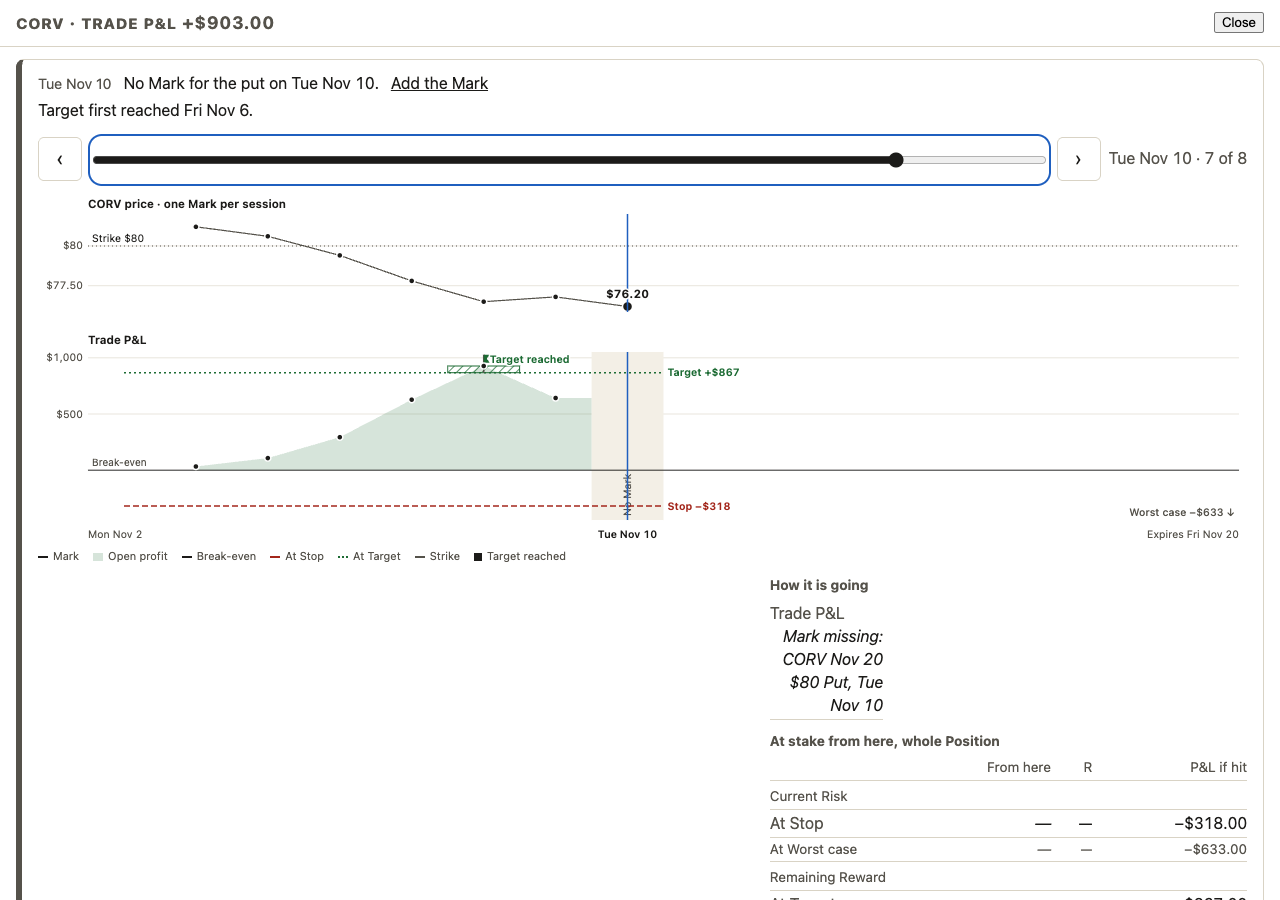 CORV · TRADE P&L +$903.00
Close
Tue Nov 10 No Mark for the put on Tue Nov 10. Add the Mark
Target first reached Fri Nov 6.
‹
›
Tue Nov 10 · 7 of 8
CORV price · one Mark per session
Strike $80
$80
$77.50
$76.20
Trade P&L
$1,000
Target reached
Target +$867
$500
Break-even
No Mark
Stop −$318
Worst case −$633 ↓
Mon Nov 2
Tue Nov 10
Expires Fri Nov 20
Mark Open profit Break-even At Stop At Target Strike Target reached
How it is going
Trade P&L
Mark missing:
CORV Nov 20
$80 Put, Tue
Nov 10
At stake from here, whole Position
From here R P&L if hit
Current Risk
At Stop — — −$318.00
At Worst case — — −$633.00
Remaining Reward